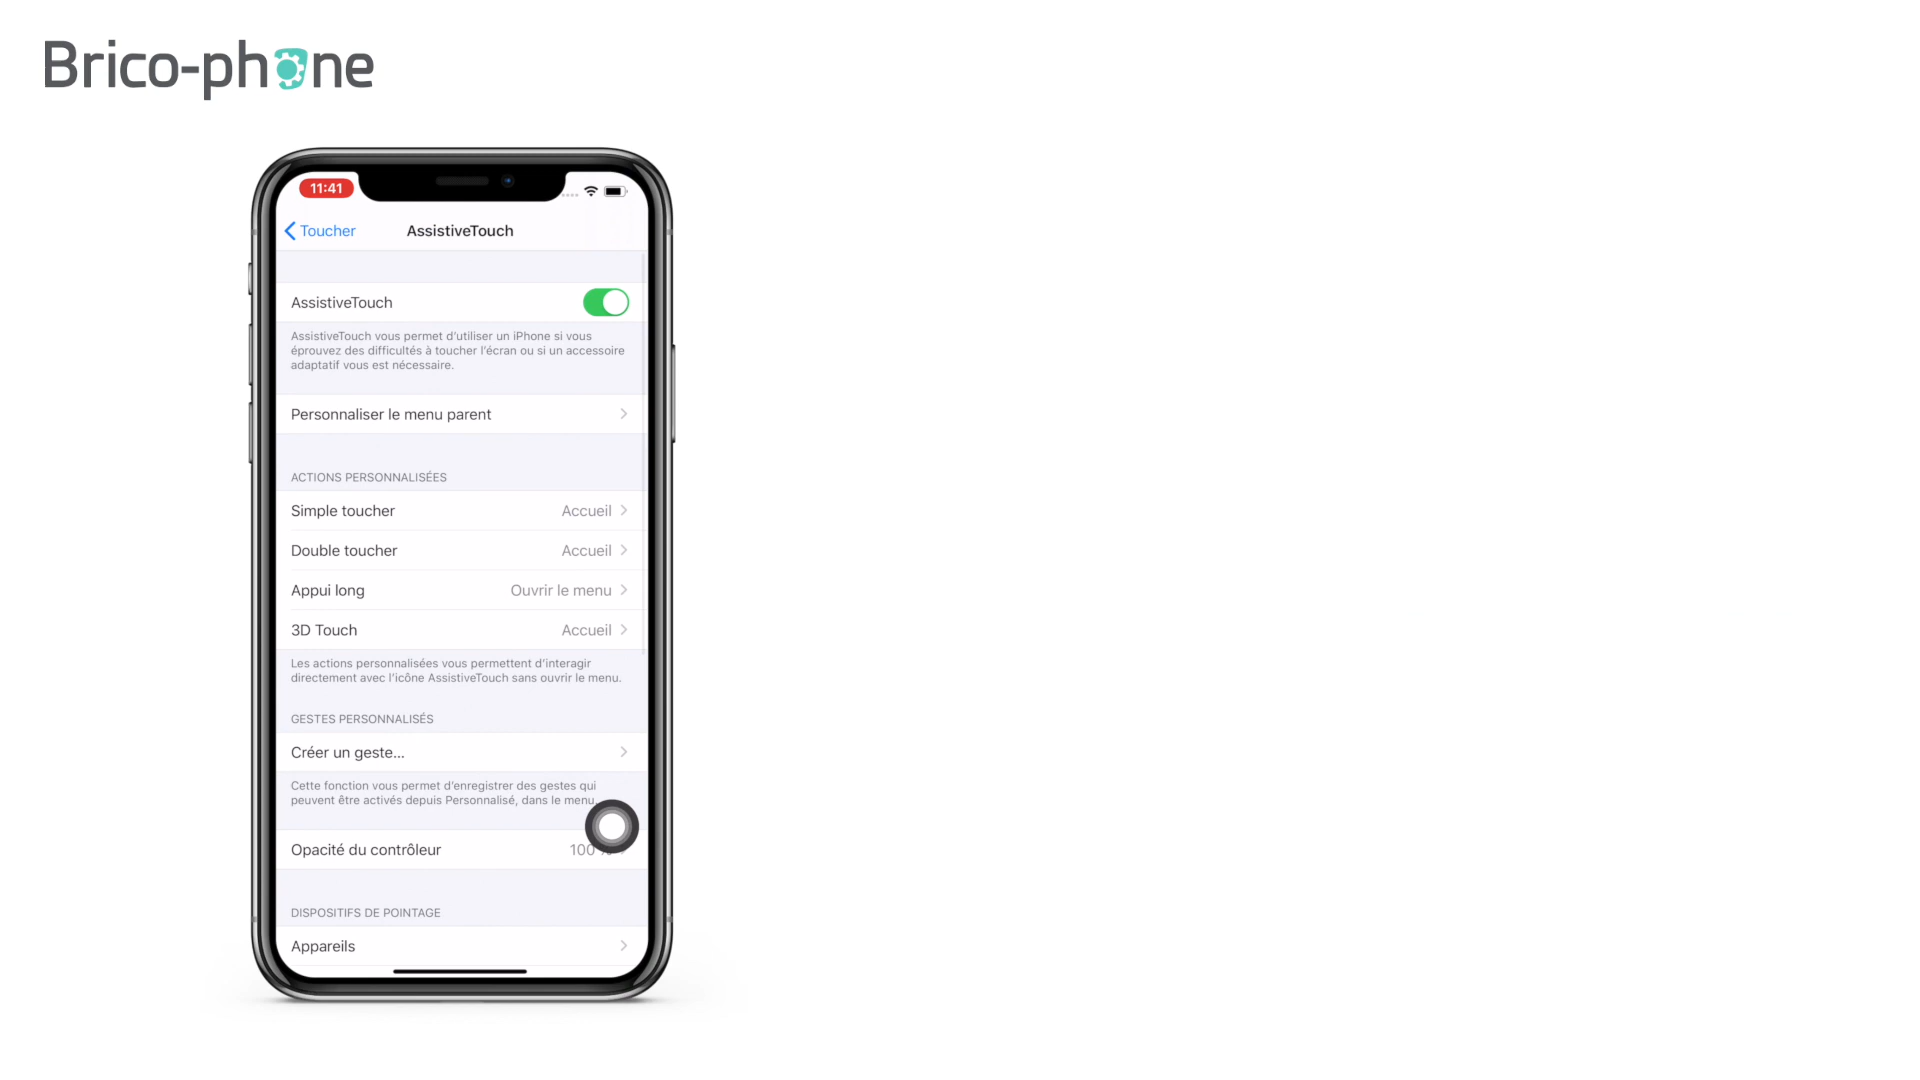 Brico-phone
11:41
Toucher
AssistiveTouch
AssistiveTouch
AssistiveTouch vous permet d'utiliser un iPhone si vous
éprouvez des difficultés à toucher l'écran ou si un accessoire
adaptatif vous est nécessaire.
Personnaliser le menu parent
ACTIONS PERSONNALISÉES
Simple toucher Accueil
Double toucher Accueil
Appui long Ouvrir le menu
3D Touch Accueil
Les actions personnalisées vous permettent d'interagir
directement avec l'icône AssistiveTouch sans ouvrir le menu.
GESTES PERSONNALISÉS
Créer un geste...
Cette fonction vous permet d'enregistrer des gestes qui
peuvent être activés depuis Personnalisé, dans le menu.
Opacité du contrôleur 100 %
DISPOSITIFS DE POINTAGE
Appareils